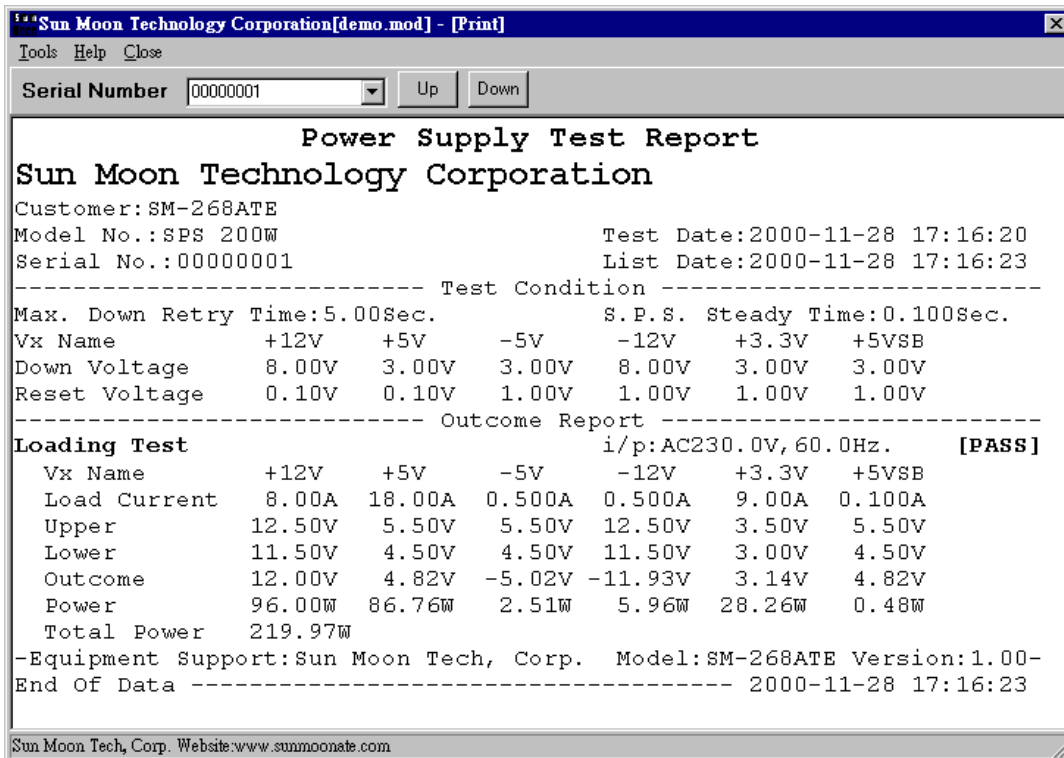 Sun Moon Technology Corporation[demo.mod] - [Print]
Tools Help Close
Serial Number 00000001 Up Down
Power Supply Test Report
Sun Moon Technology Corporation
Customer:SM-268ATE
Model No.:SPS 200W Test Date:2000-11-28 17:16:20
Serial No.:00000001 List Date:2000-11-28 17:16:23
---------------------------- Test Condition --------------------------
Max. Down Retry Time:5.00Sec. S.P.S. Steady Time:0.100Sec.
Vx Name +12V +5V -5V -12V +3.3V +5VSB
Down Voltage 8.00V 3.00V 3.00V 8.00V 3.00V 3.00V
Reset Voltage 0.10V 0.10V 1.00V 1.00V 1.00V 1.00V
---------------------------- Outcome Report --------------------------
Loading Test i/p:AC230.0V,60.0Hz. [PASS]
Vx Name +12V +5V -5V -12V +3.3V +5VSB
Load Current 8.00A 18.00A 0.500A 0.500A 9.00A 0.100A
Upper 12.50V 5.50V 5.50V 12.50V 3.50V 5.50V
Lower 11.50V 4.50V 4.50V 11.50V 3.00V 4.50V
Outcome 12.00V 4.82V -5.02V -11.93V 3.14V 4.82V
Power 96.00W 86.76W 2.51W 5.96W 28.26W 0.48W
Total Power 219.97W
-Equipment Support:Sun Moon Tech, Corp. Model:SM-268ATE Version:1.00-
End Of Data ------------------------------------- 2000-11-28 17:16:23
Sun Moon Tech, Corp. Website:www.sunmoonate.com